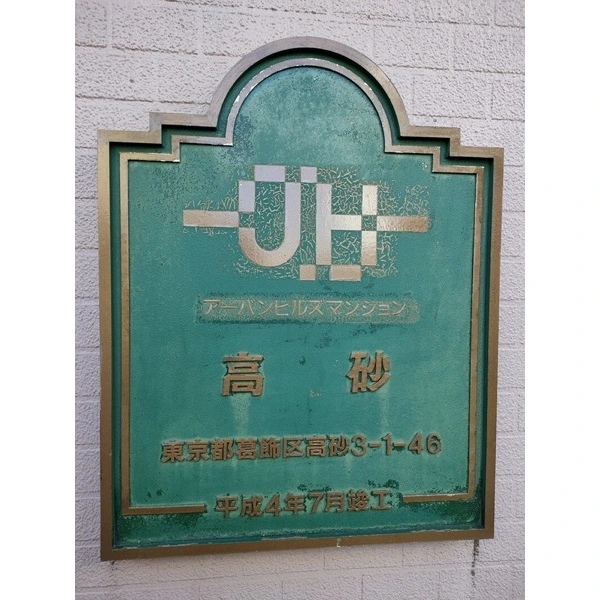 UH
アーバンヒルズマンション
高砂
東京都葛飾区高砂3-1-46
平成4年7月竣工